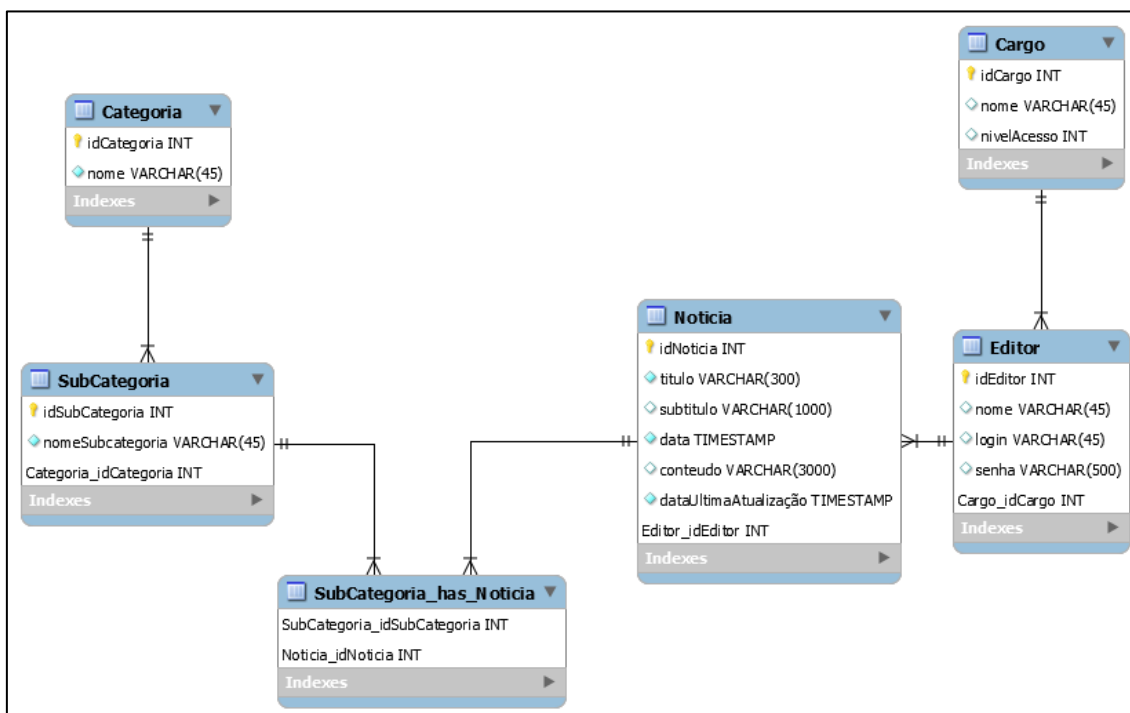 Categoria
idCategoria INT
nome VARCHAR(45)
Indexes
Cargo
idCargo INT
nome VARCHAR(45)
nivelAcesso INT
Indexes
SubCategoria
idSubCategoria INT
nomeSubcategoria VARCHAR(45)
Categoria_idCategoria INT
Indexes
Noticia
idNoticia INT
titulo VARCHAR(300)
subtitulo VARCHAR(1000)
data TIMESTAMP
conteudo VARCHAR(3000)
dataUltimaAtualização TIMESTAMP
Editor_idEditor INT
Indexes
Editor
idEditor INT
nome VARCHAR(45)
login VARCHAR(45)
senha VARCHAR(500)
Cargo_idCargo INT
Indexes
SubCategoria_has_Noticia
SubCategoria_idSubCategoria INT
Noticia_idNoticia INT
Indexes